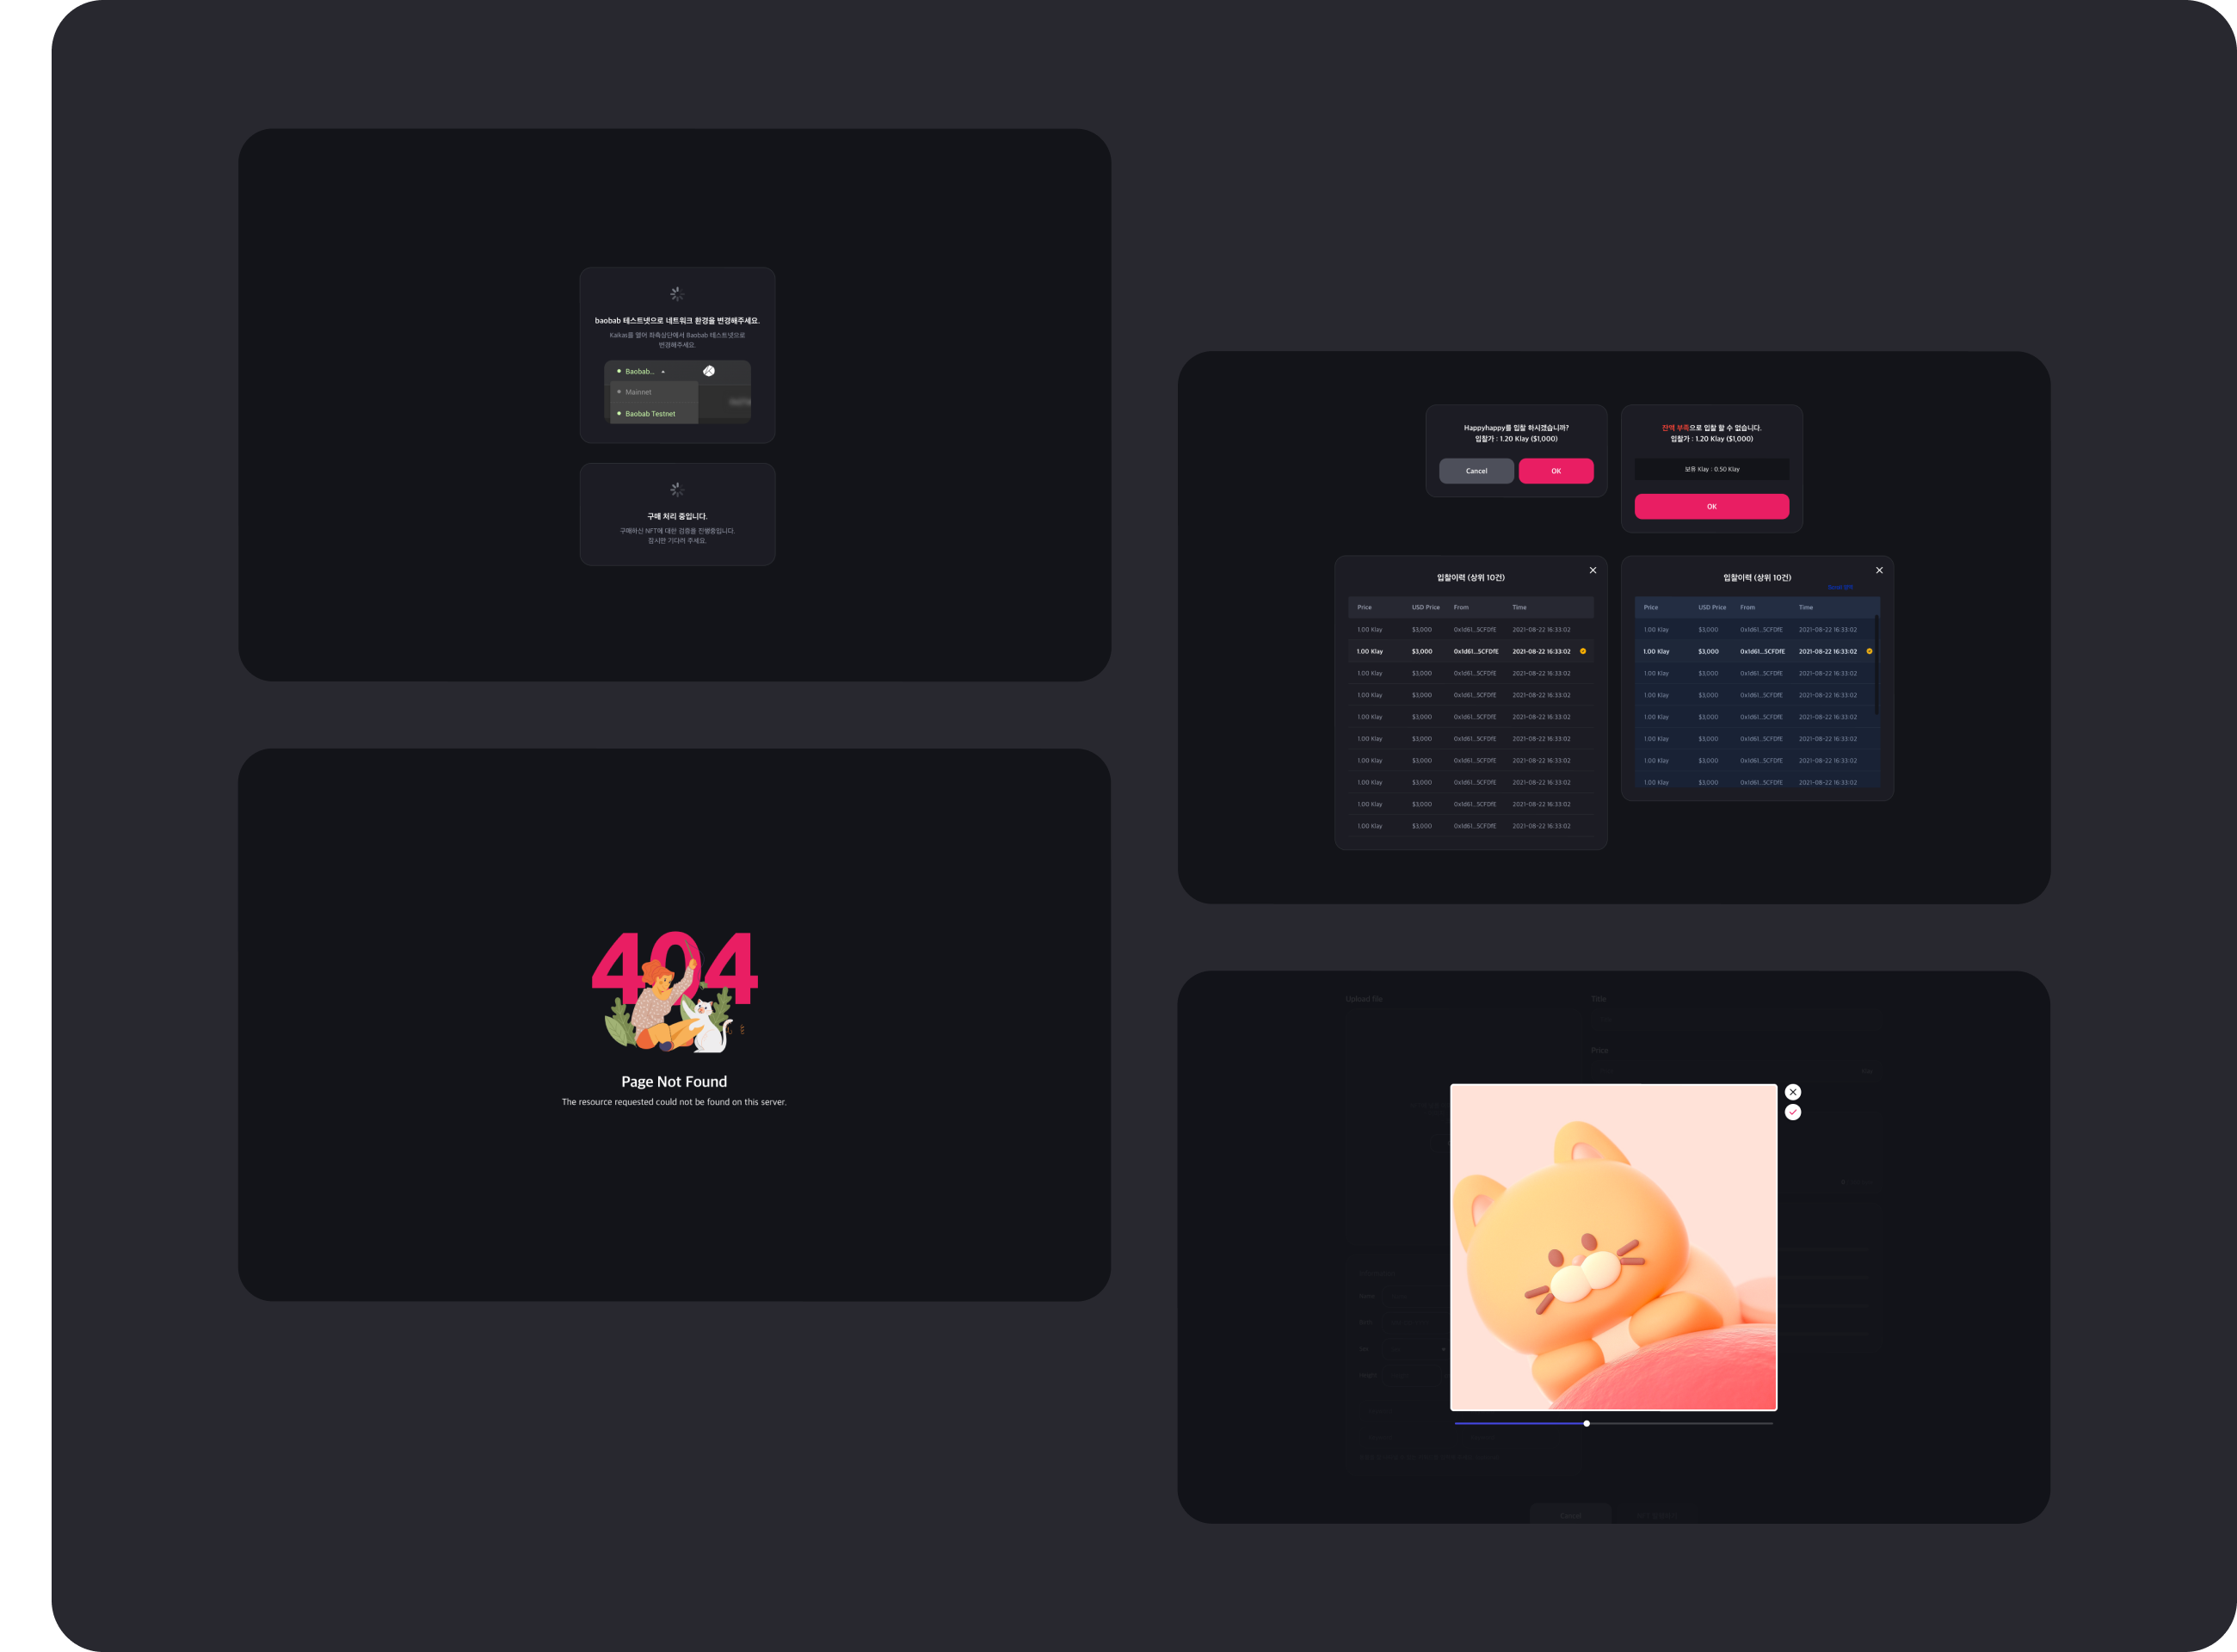 baobab 테스트넷으로 네트워크 환경을 변경해주세요.
Kaikas를 열어 좌측상단에서 Baobab 테스트넷으로
변경해주세요.
Baobab...
Mainnet
Baobab Testnet
구매 처리 중입니다.
구매하신 NFT에 대한 검증을 진행중입니다.
잠시만 기다려 주세요.
404
Page Not Found
The resource requested could not be found on this server.
Happyhappy를 입찰 하시겠습니까?
입찰가 : 1.20 Klay ($1,000)
Cancel
OK
잔액 부족으로 입찰 할 수 없습니다.
입찰가 : 1.20 Klay ($1,000)
보유 Klay : 0.50 Klay
OK
입찰이력 (상위 10건)
Price USD Price From Time
1.00 Klay $3,000 0x1d61...5CFDfE 2021-08-22 16:33:02
1.00 Klay $3,000 0x1d61...5CFDfE 2021-08-22 16:33:02
1.00 Klay $3,000 0x1d61...5CFDfE 2021-08-22 16:33:02
1.00 Klay $3,000 0x1d61...5CFDfE 2021-08-22 16:33:02
1.00 Klay $3,000 0x1d61...5CFDfE 2021-08-22 16:33:02
1.00 Klay $3,000 0x1d61...5CFDfE 2021-08-22 16:33:02
1.00 Klay $3,000 0x1d61...5CFDfE 2021-08-22 16:33:02
1.00 Klay $3,000 0x1d61...5CFDfE 2021-08-22 16:33:02
1.00 Klay $3,000 0x1d61...5CFDfE 2021-08-22 16:33:02
1.00 Klay $3,000 0x1d61...5CFDfE 2021-08-22 16:33:02
입찰이력 (상위 10건)
Price USD Price From Time
1.00 Klay $3,000 0x1d61...5CFDfE 2021-08-22 16:33:02
1.00 Klay $3,000 0x1d61...5CFDfE 2021-08-22 16:33:02
1.00 Klay $3,000 0x1d61...5CFDfE 2021-08-22 16:33:02
1.00 Klay $3,000 0x1d61...5CFDfE 2021-08-22 16:33:02
1.00 Klay $3,000 0x1d61...5CFDfE 2021-08-22 16:33:02
1.00 Klay $3,000 0x1d61...5CFDfE 2021-08-22 16:33:02
1.00 Klay $3,000 0x1d61...5CFDfE 2021-08-22 16:33:02
1.00 Klay $3,000 0x1d61...5CFDfE 2021-08-22 16:33:02
Upload file
Title
Price
Cancel